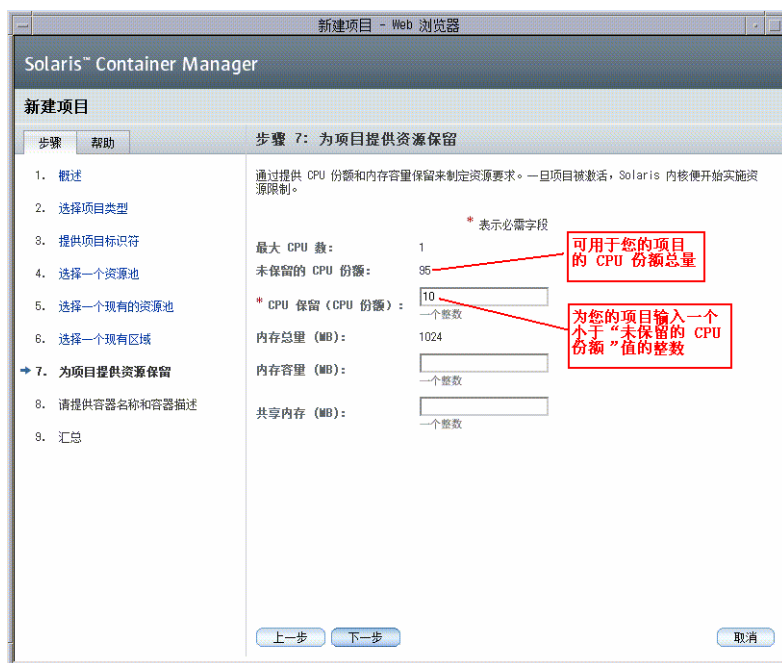 新建项目 - Web 浏览器
Solaris™ Container Manager
新建项目
步骤 帮助
1. 概述
2. 选择项目类型
3. 提供项目标识符
4. 选择一个资源池
5. 选择一个现有的资源池
6. 选择一个现有区域
7. 为项目提供资源保留
8. 请提供容器名称和容器描述
9. 汇总
步骤 7: 为项目提供资源保留
通过提供 CPU 份额和内存容量保留来制定资源要求。一旦项目被激活，Solaris 内核便开始实施资
源限制。
* 表示必需字段
最大 CPU 数: 1
未保留的 CPU 份额: 95
* CPU 保留（CPU 份额）: 10
一个整数
内存总量 (MB): 1024
内存容量 (MB):
一个整数
共享内存 (MB):
一个整数
可用于您的项目
的 CPU 份额总量
为您的项目输入一个
小于“未保留的 CPU
份额”值的整数
上一步 下一步 取消